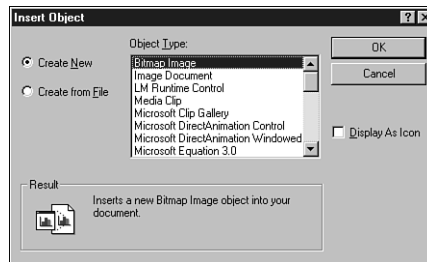 Insert Object
Object Type:
Create New
Create from File
Bitmap Image
Image Document
LM Runtime Control
Media Clip
Microsoft Clip Gallery
Microsoft DirectAnimation Control
Microsoft DirectAnimation Windowed
Microsoft Equation 3.0
OK
Cancel
Display As Icon
Result
Inserts a new Bitmap Image object into your
document.